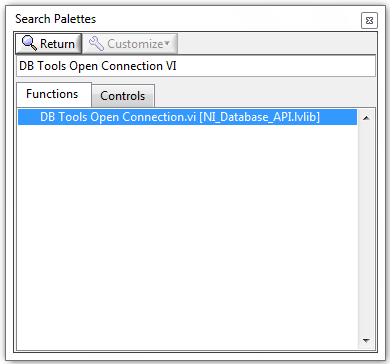 Search Palettes
Return Customize
DB Tools Open Connection VI
Functions Controls
DB Tools Open Connection.vi [NI_Database_API.lvlib]